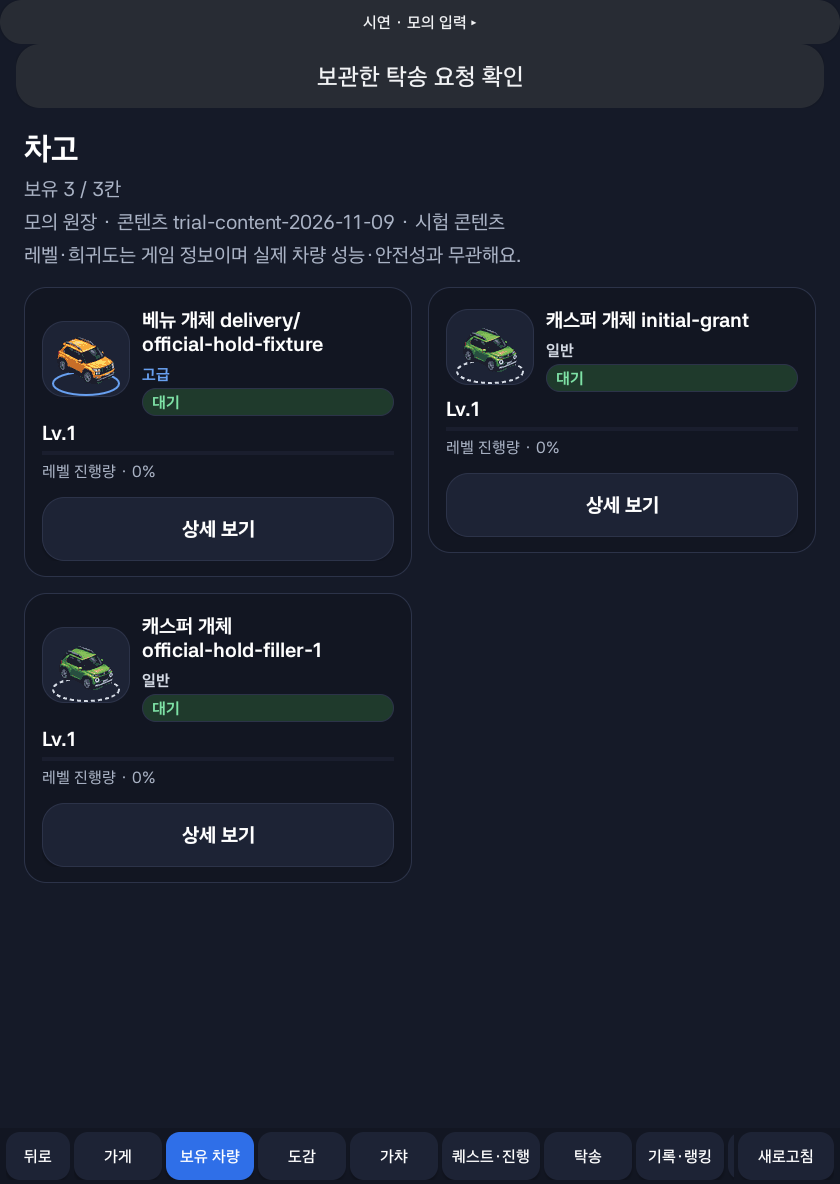 시연 · 모의 입력 ▸
보관한 탁송 요청 확인
차고
보유 3 / 3칸
모의 원장 · 콘텐츠 trial-content-2026-11-09 · 시험 콘텐츠
레벨·희귀도는 게임 정보이며 실제 차량 성능·안전성과 무관해요.
베뉴 개체 delivery/
official-hold-fixture
고급
대기
Lv.1
레벨 진행량 · 0%
상세 보기
캐스퍼 개체 initial-grant
일반
대기
Lv.1
레벨 진행량 · 0%
상세 보기
캐스퍼 개체
official-hold-filler-1
일반
대기
Lv.1
레벨 진행량 · 0%
상세 보기
뒤로 가게 보유 차량 도감 가챠 퀘스트·진행 탁송 기록·랭킹 새로고침